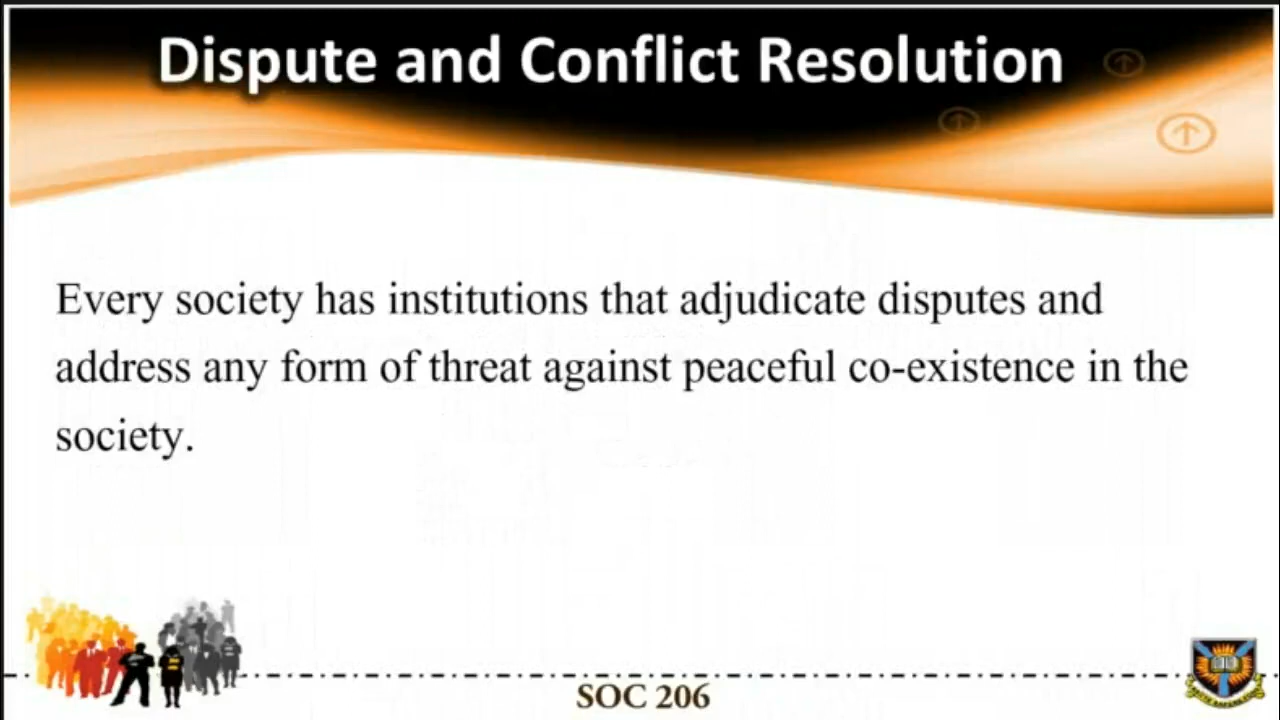 Dispute and Conflict Resolution
Every society has institutions that adjudicate disputes and
address any form of threat against peaceful co-existence in the
society.
SOC 206